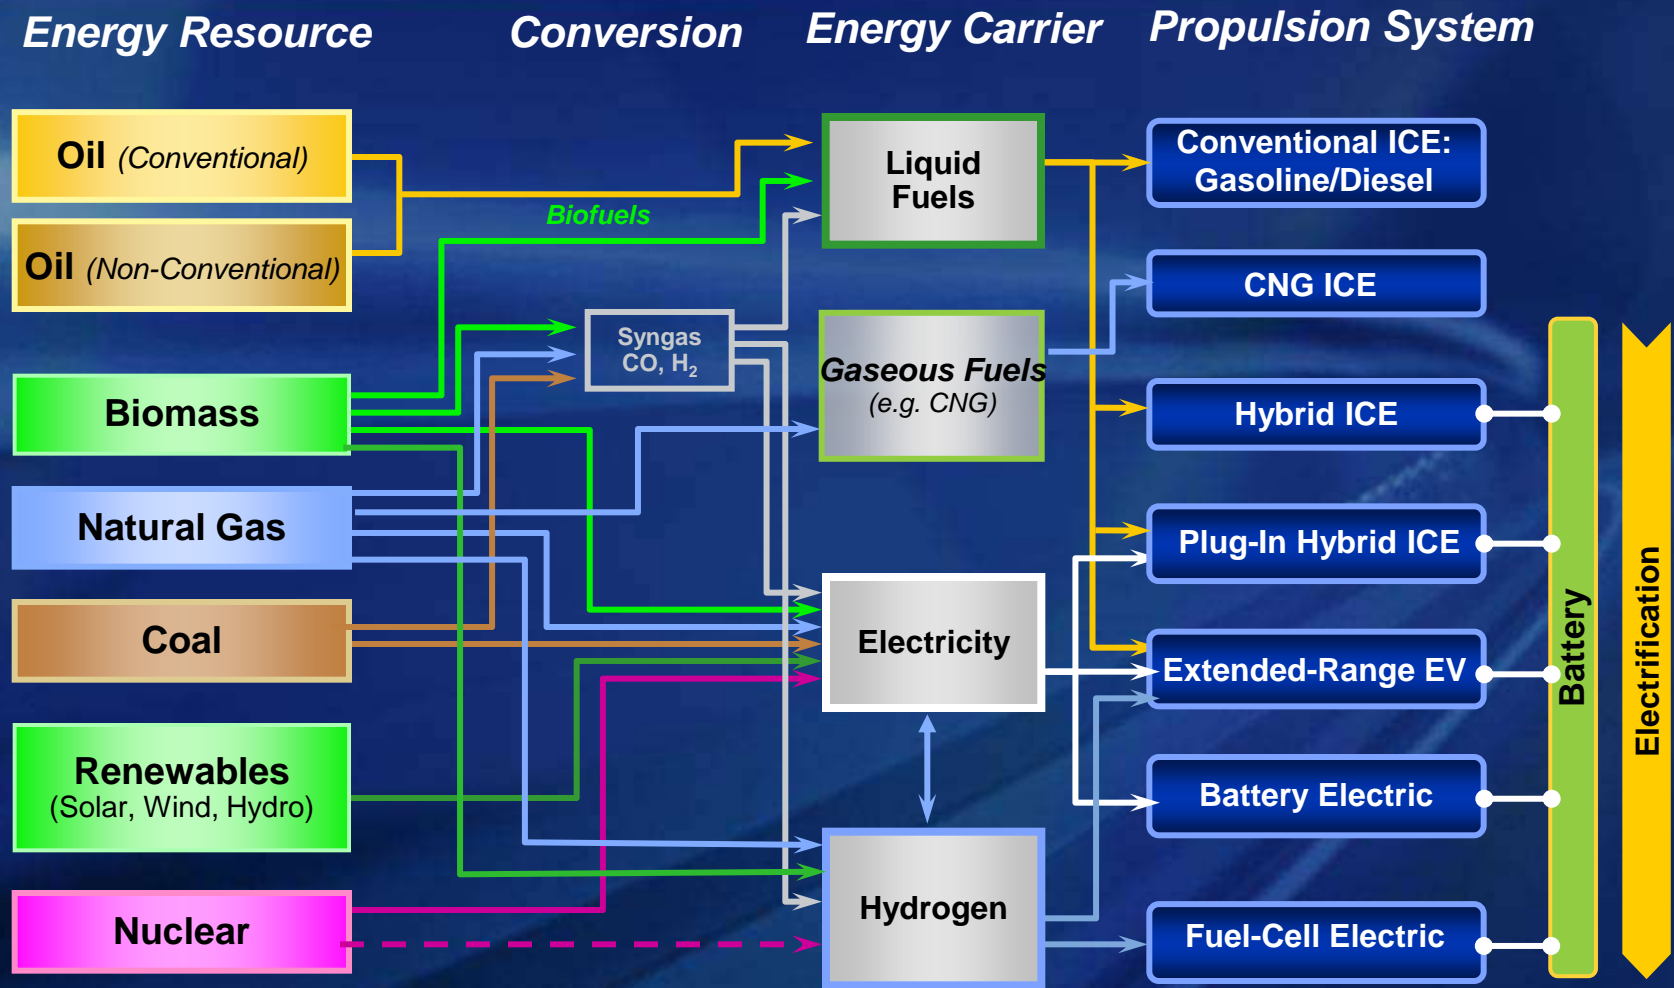 Energy Resource
Conversion
Energy Carrier
Propulsion System
Oil (Conventional)
Oil (Non-Conventional)
Biomass
Natural Gas
Coal
Renewables
(Solar, Wind, Hydro)
Nuclear
Biofuels
Syngas
CO, H₂
Liquid
Fuels
Gaseous Fuels
(e.g. CNG)
Electricity
Hydrogen
Conventional ICE:
Gasoline/Diesel
CNG ICE
Hybrid ICE
Plug-In Hybrid ICE
Extended-Range EV
Battery Electric
Fuel-Cell Electric
Battery
Electrification